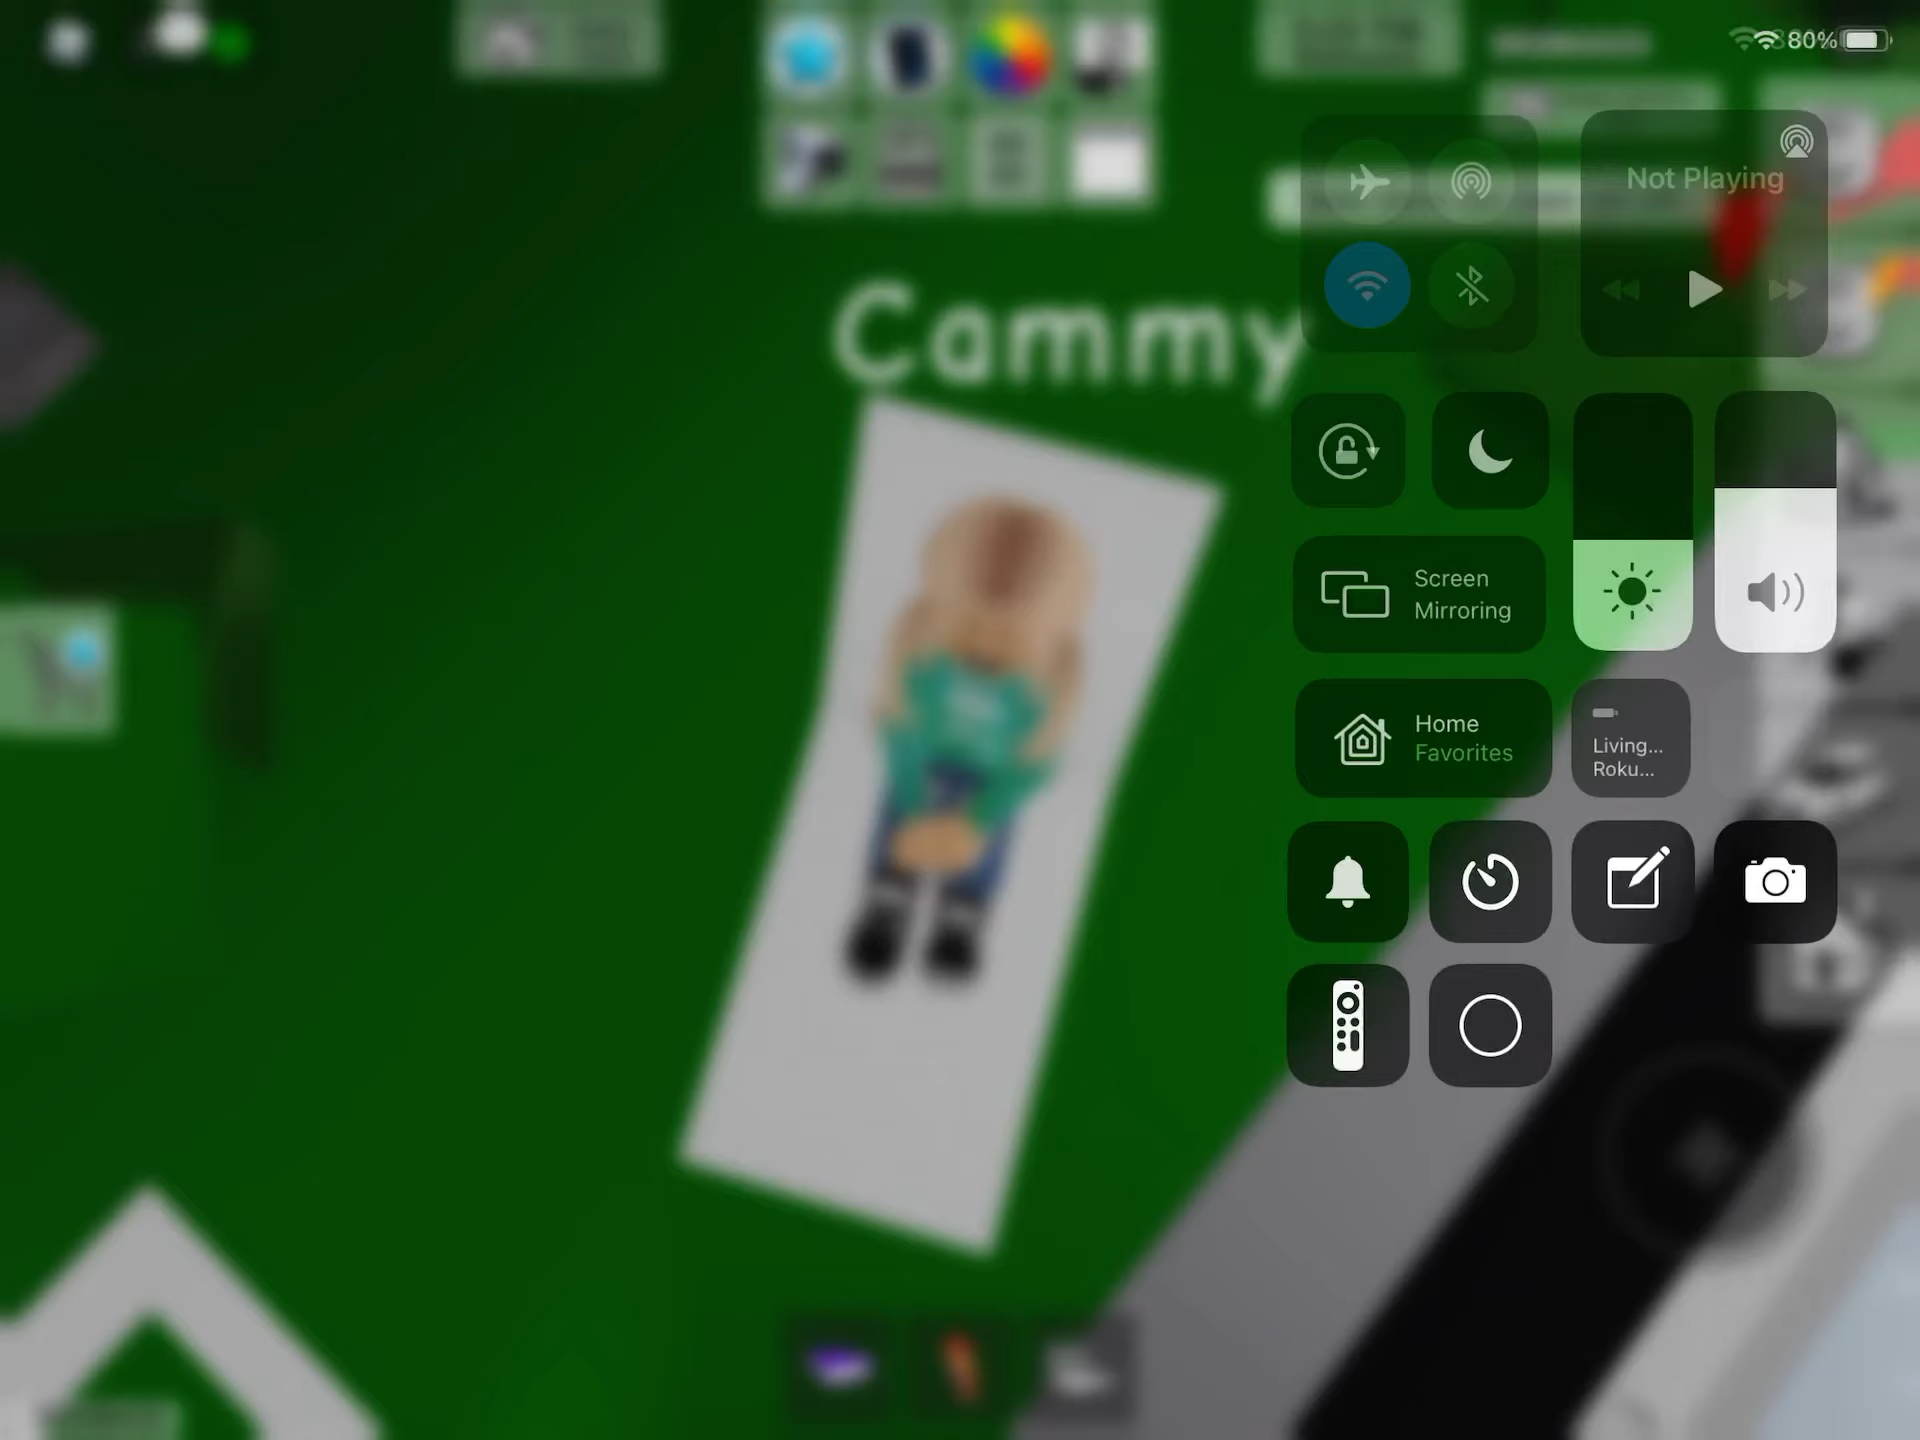 80%
Not Playing
Cammy
Screen
Mirroring
Home
Favorites
Living...
Roku...